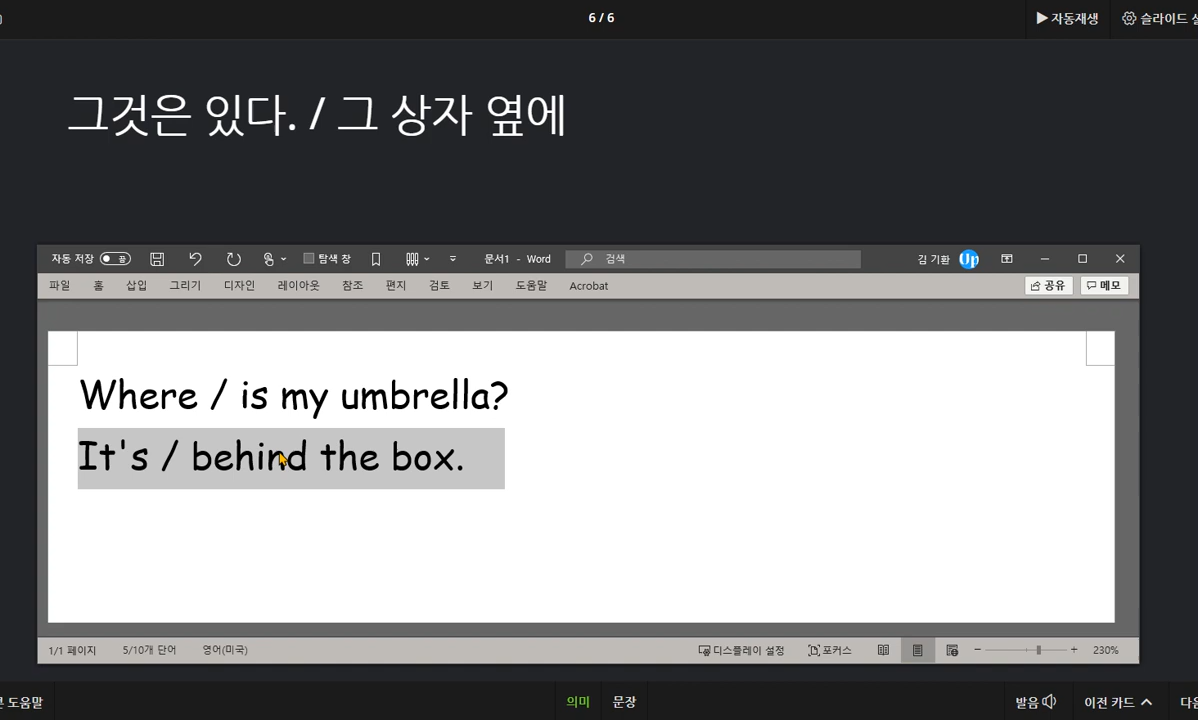 6 / 6
▶자동재생
슬라이드
그것은 있다. / 그 상자 옆에
자동 저장 끔 탐색 창 문서1 - Word 검색 김 기환 Up
파일 홈 삽입 그리기 디자인 레이아웃 참조 편지 검토 보기 도움말 Acrobat 공유 메모
Where / is my umbrella?
It's / behind the box.
1/1 페이지 5/10개 단어 영어(미국) 디스플레이 설정 포커스 - + 230%
도움말 의미 문장 발음 이전 카드